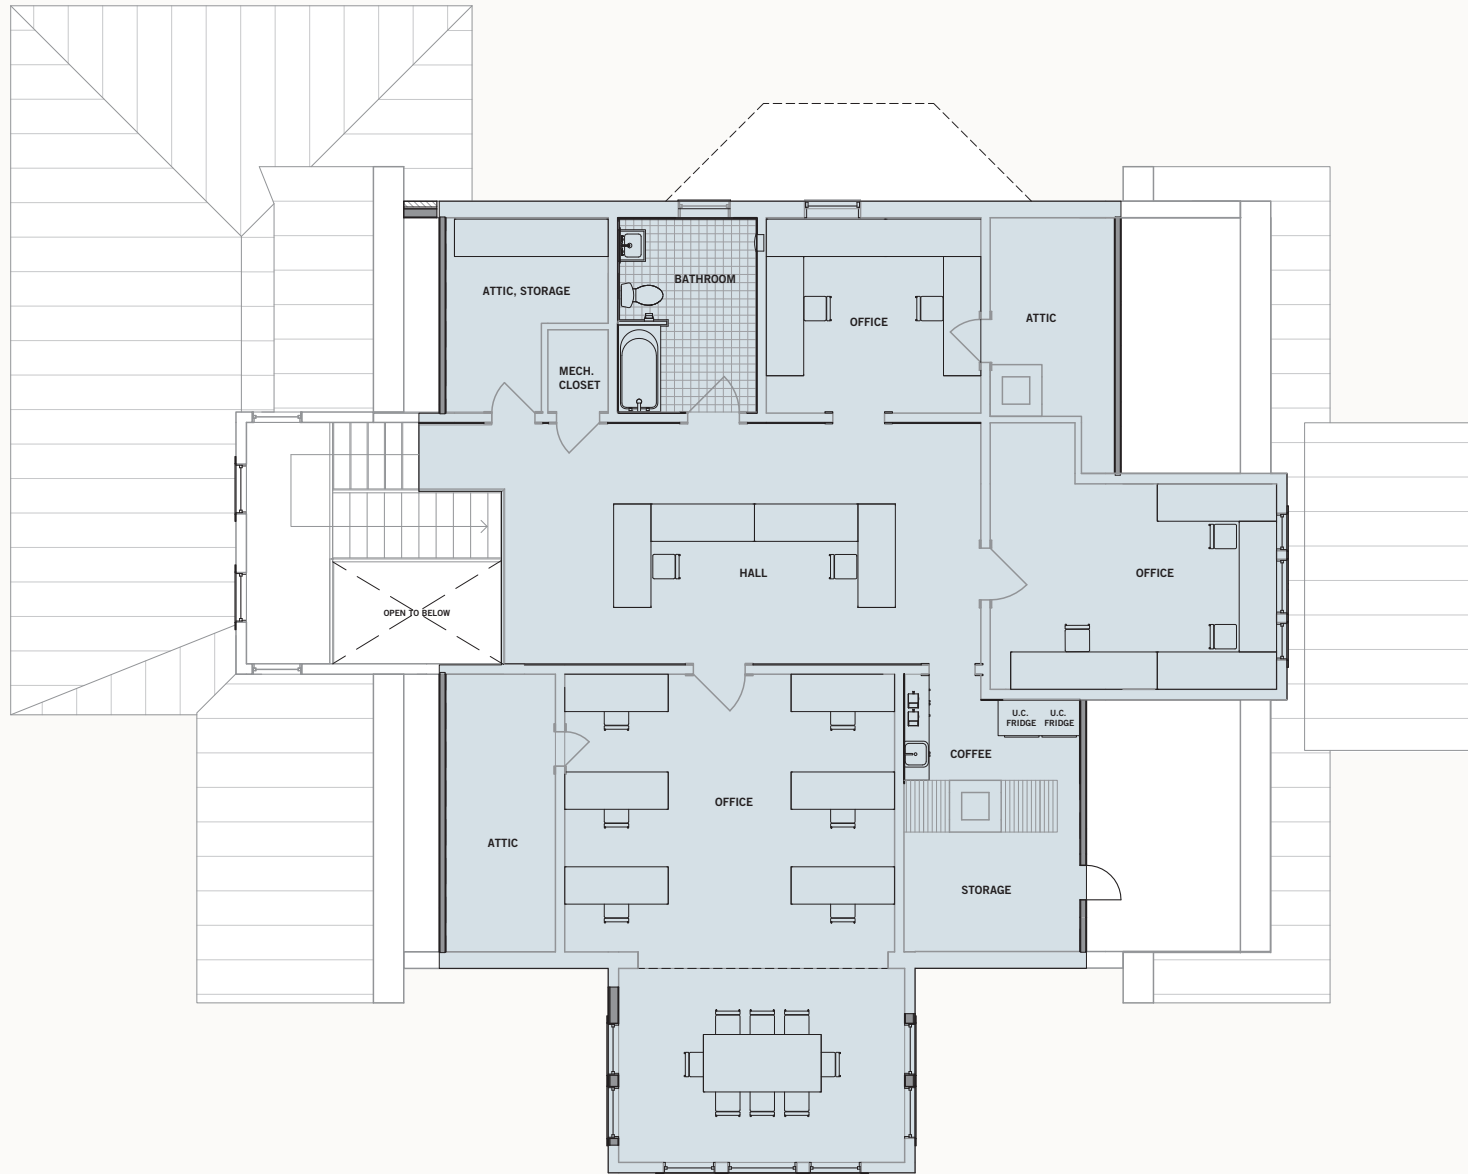 BATHROOM
ATTIC, STORAGE
OFFICE
ATTIC
MECH.
CLOSET
HALL
OFFICE
OPEN TO BELOW
U.C.
FRIDGE
U.C.
FRIDGE
COFFEE
OFFICE
ATTIC
STORAGE